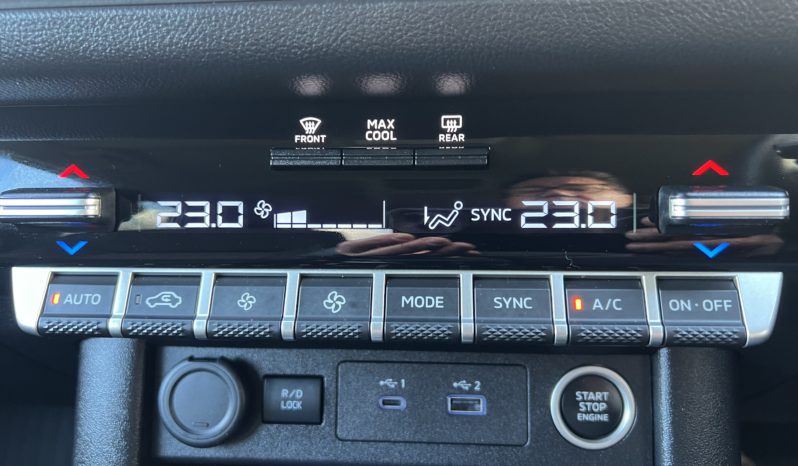 FRONT
MAX COOL
REAR
23.0 SYNC 23.0
AUTO MODE SYNC A/C ON·OFF
R/D LOCK
1 2
START STOP ENGINE